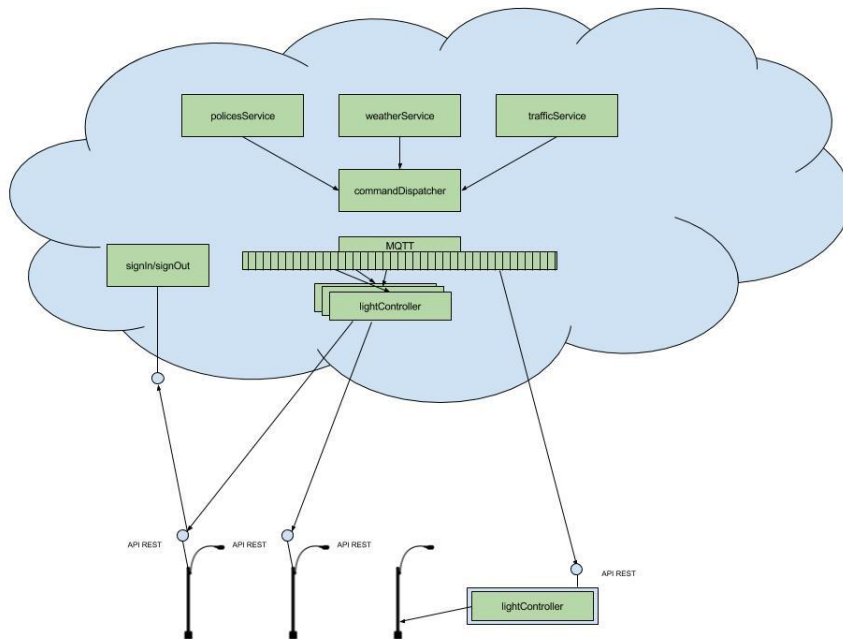 policesService
weatherService
trafficService
commandDispatcher
MQTT
signIn/signOut
lightController
API REST
API REST
API REST
API REST
lightController